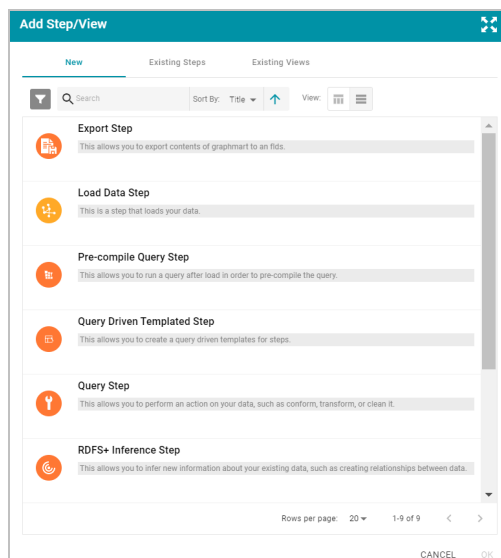 Add Step/View
New Existing Steps Existing Views
Search Sort By: Title View:
Export Step
This allows you to export contents of graphmart to an flds.
Load Data Step
This is a step that loads your data.
Pre-compile Query Step
This allows you to run a query after load in order to pre-compile the query.
Query Driven Templated Step
This allows you to create a query driven templates for steps.
Query Step
This allows you to perform an action on your data, such as conform, transform, or clean it.
RDFS+ Inference Step
This allows you to infer new information about your existing data, such as creating relationships between data.
Rows per page: 20 1-9 of 9
CANCEL OK